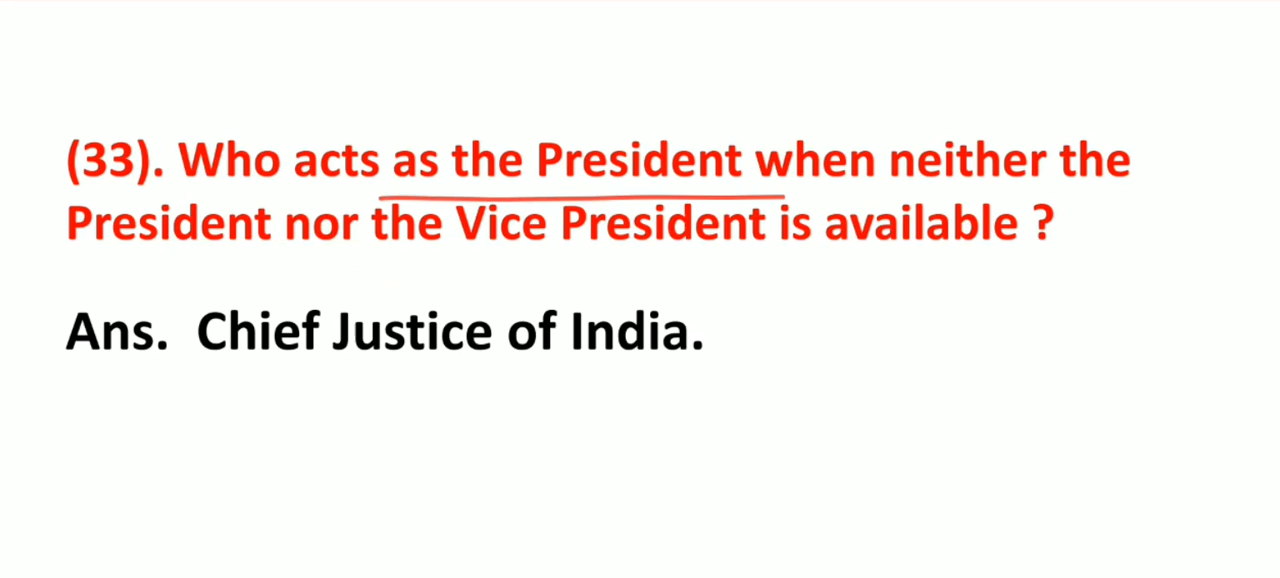 (33). Who acts as the President when neither the
President nor the Vice President is available ?
Ans. Chief Justice of India.